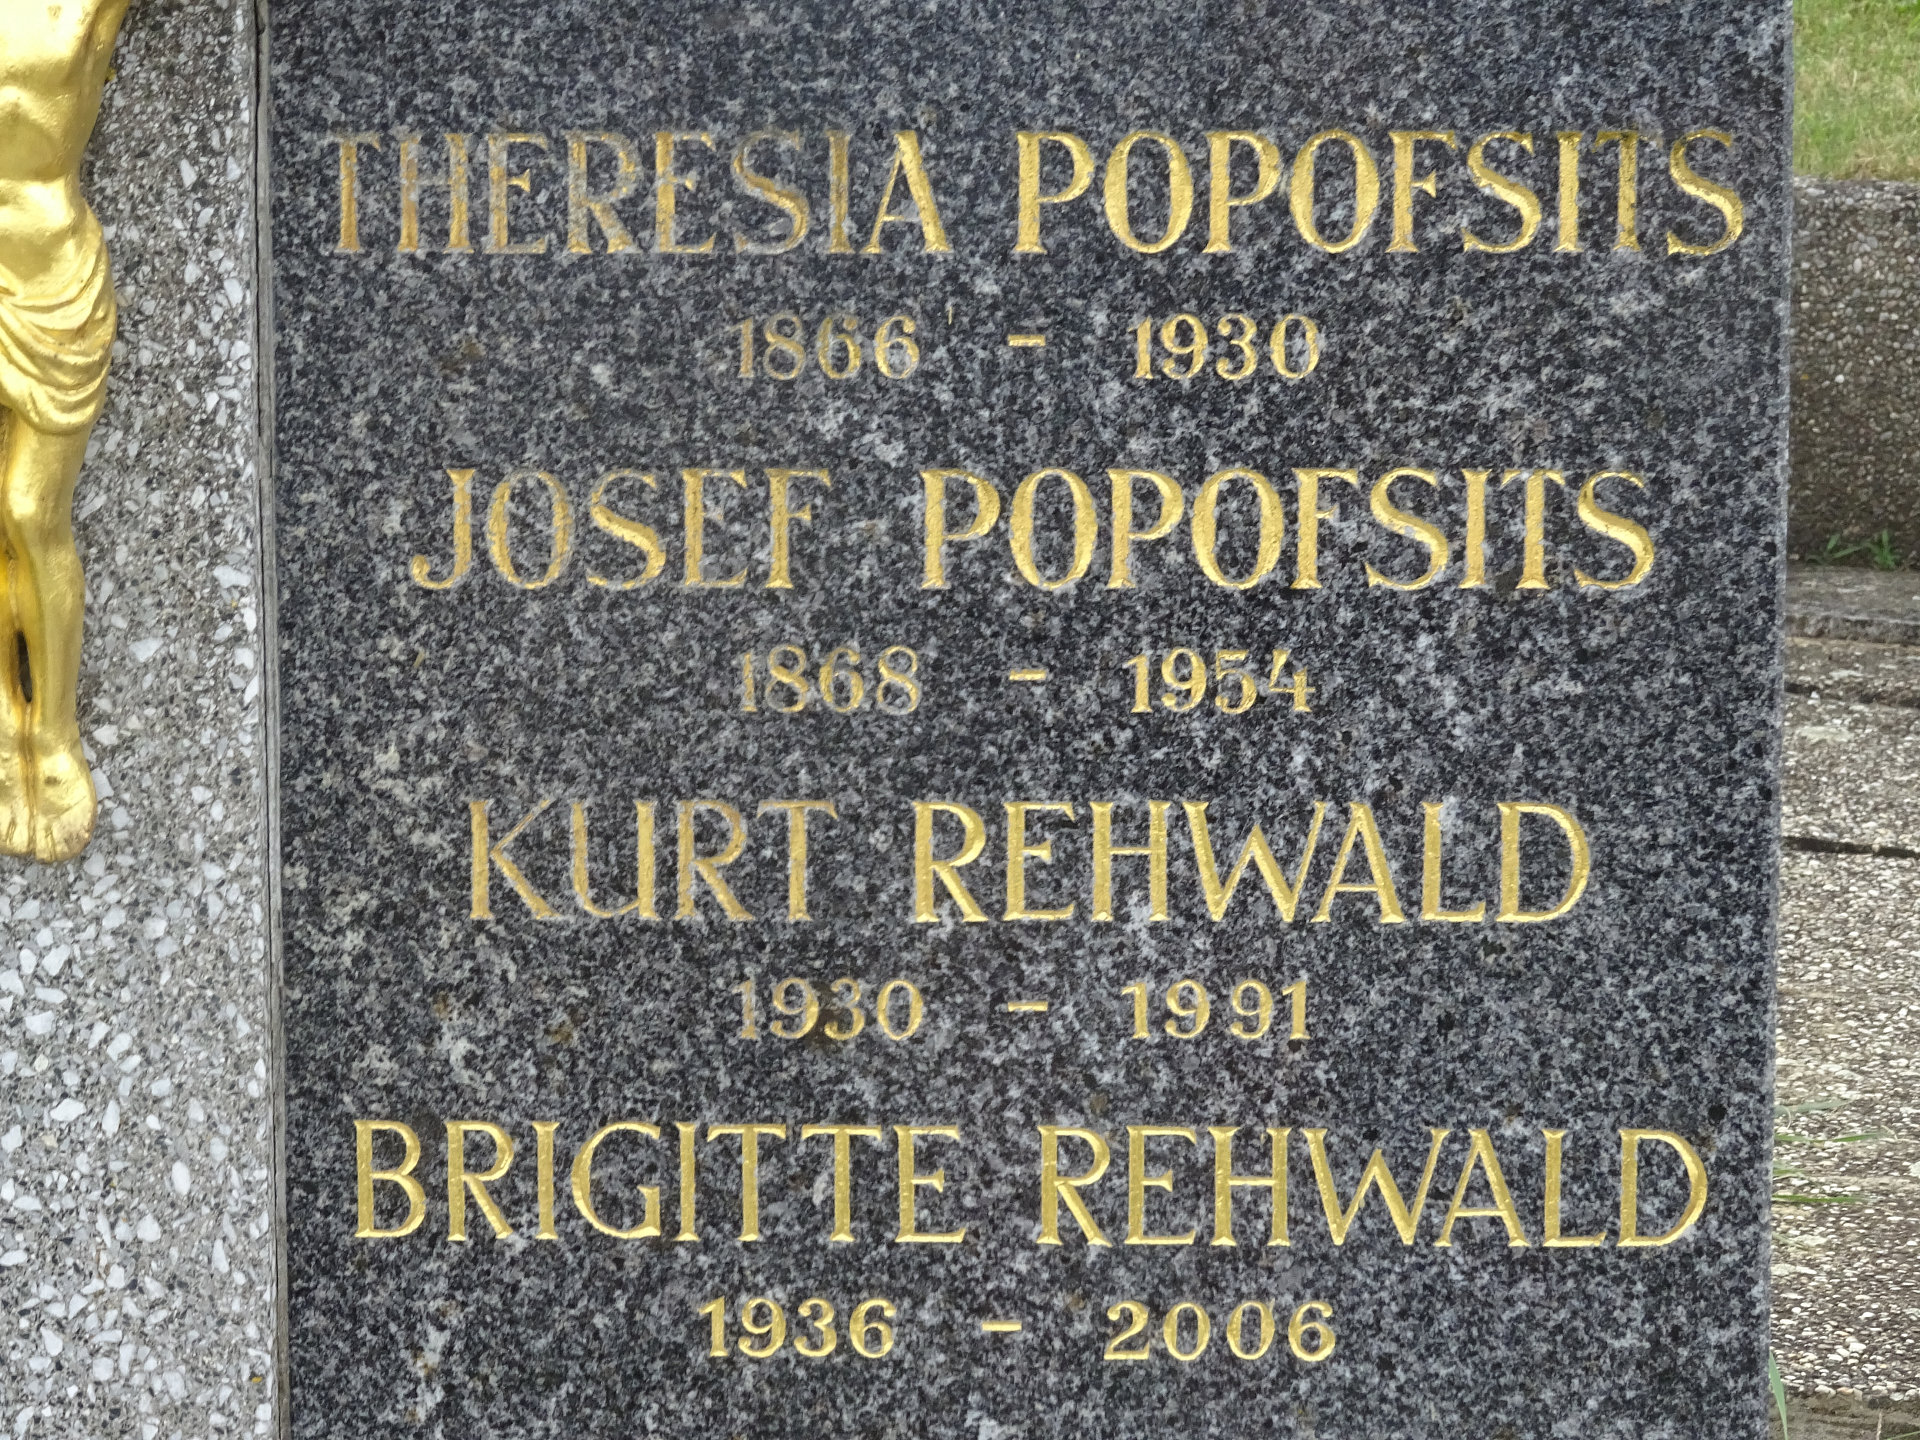 THERESIA POPOFSITS
1866 - 1930
JOSEF POPOFSITS
1868 - 1954
KURT REHWALD
1930 - 1991
BRIGITTE REHWALD
1936 - 2006